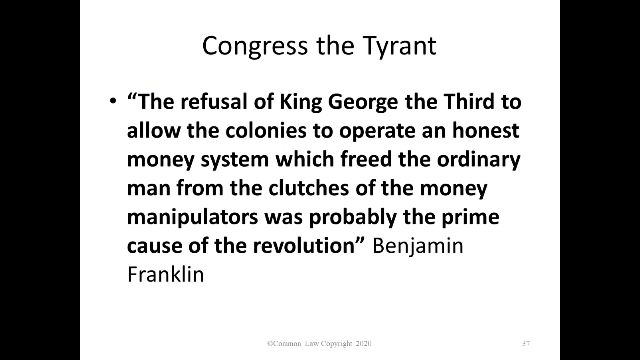 Congress the Tyrant
• “The refusal of King George the Third to
allow the colonies to operate an honest
money system which freed the ordinary
man from the clutches of the money
manipulators was probably the prime
cause of the revolution” Benjamin
Franklin
©Common Law Copyright 2020
37